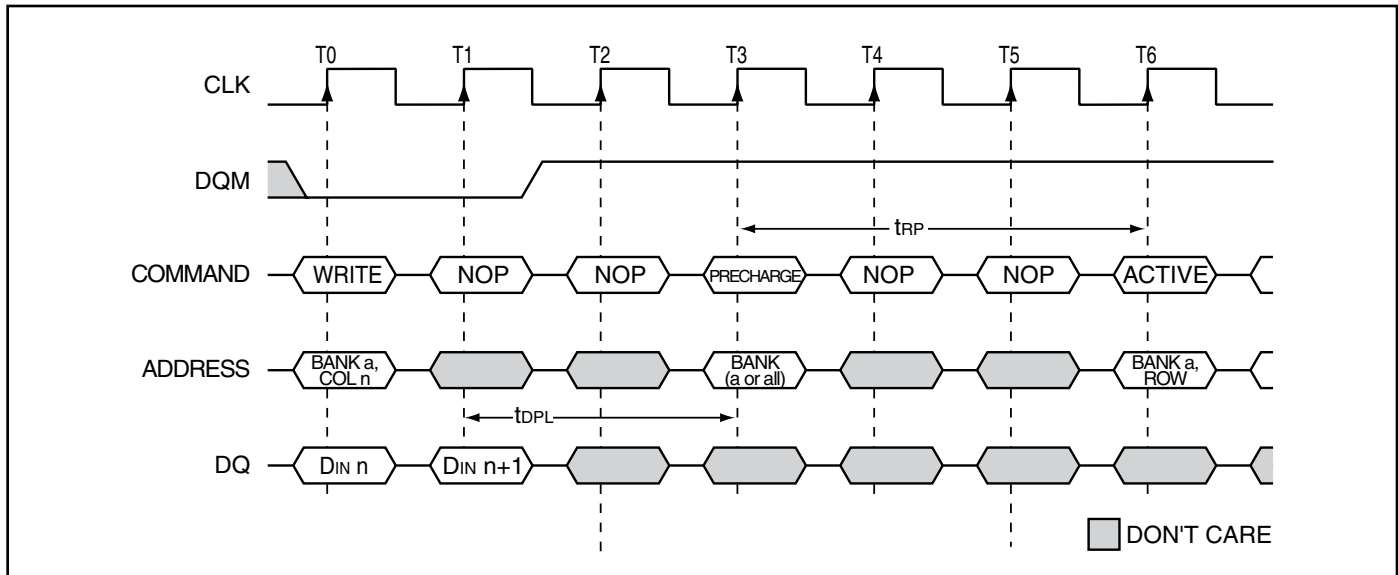 T0 T1 T2 T3 T4 T5 T6
CLK
DQM
tRP
COMMAND WRITE NOP NOP PRECHARGE NOP NOP ACTIVE
ADDRESS BANK a, COL n BANK (a or all) BANK a, ROW
tDPL
DQ DIN n DIN n+1
DON'T CARE